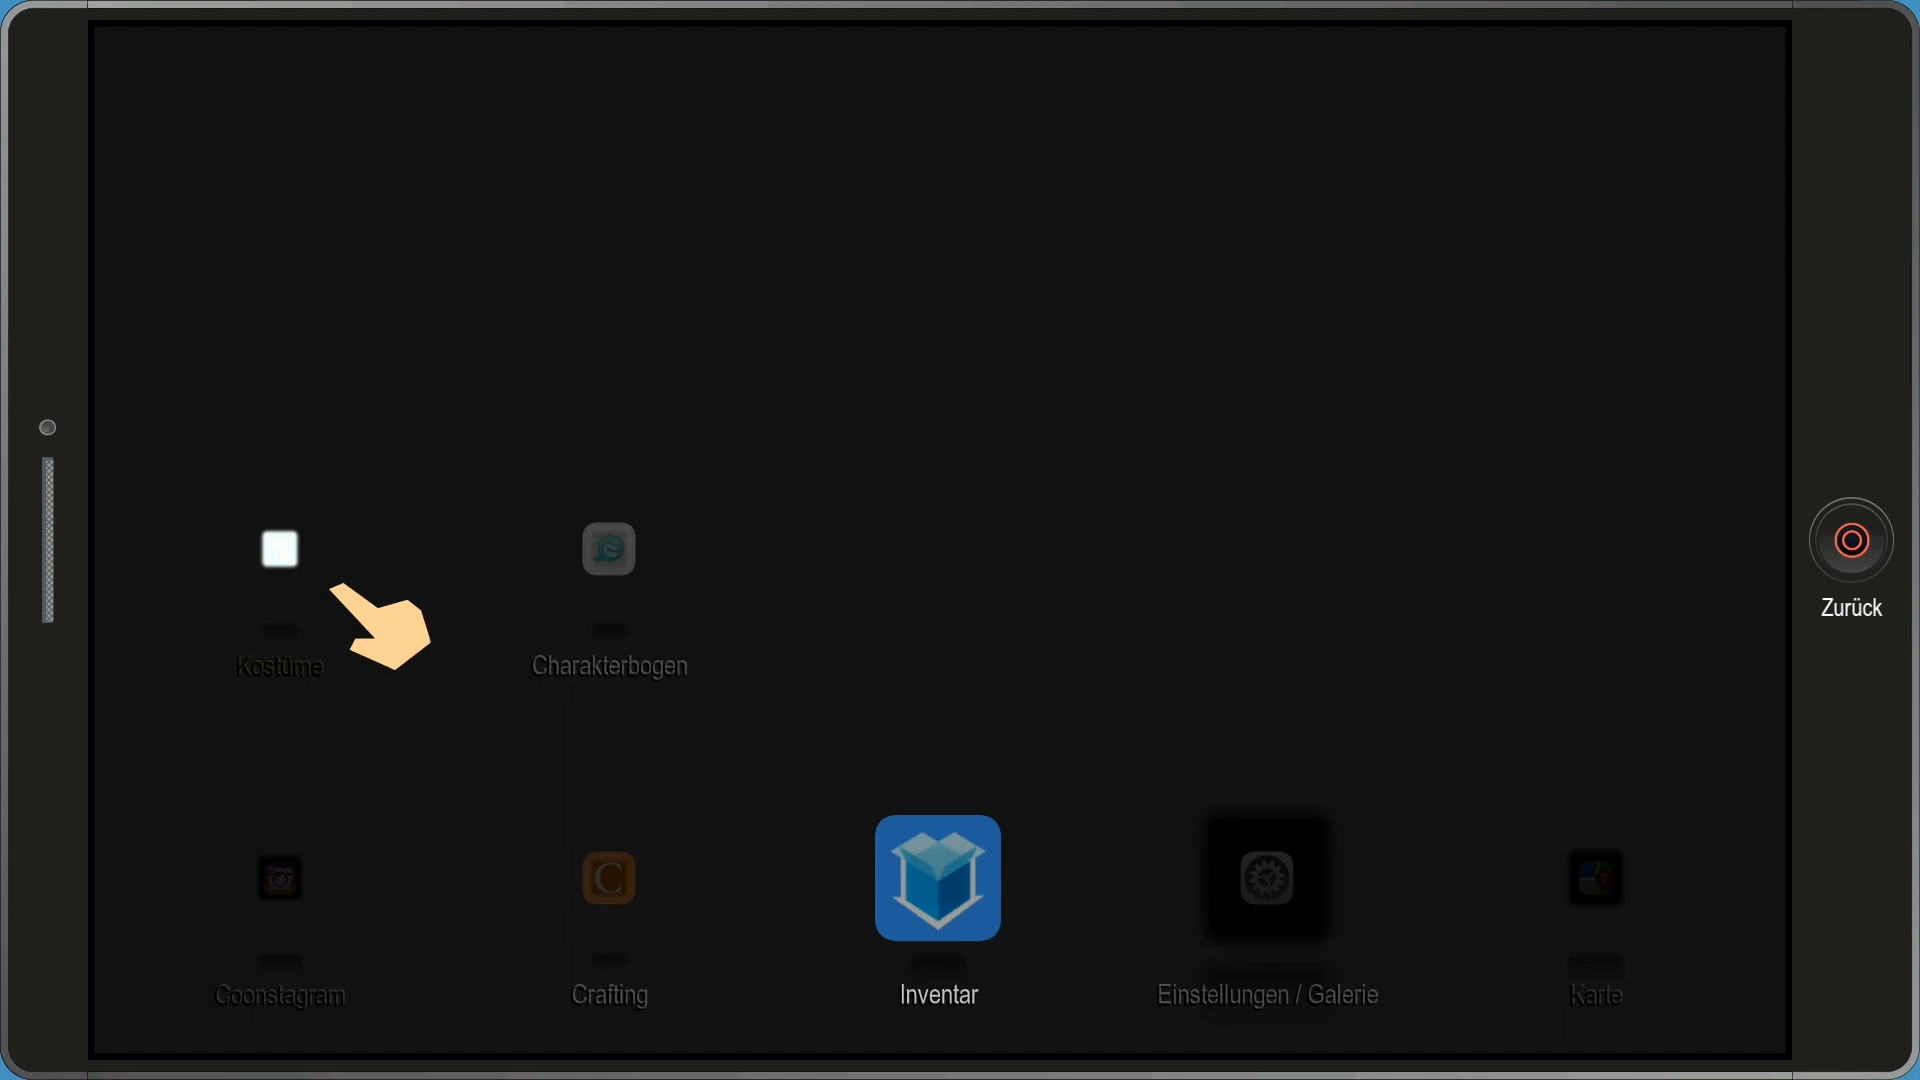 Zurück
Kostüme
Charakterbogen
C
Coonstagram
Crafting
Inventar
Einstellungen / Galerie
Karte